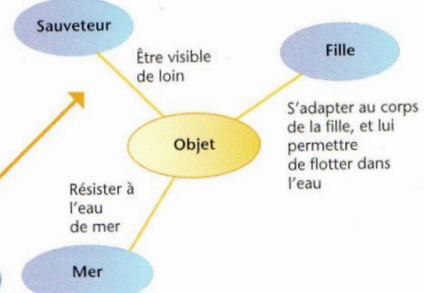 Sauveteur
Être visible
de loin
Fille
S'adapter au corps
de la fille, et lui
permettre
de flotter dans
l'eau
Objet
Résister à
l'eau
de mer
Mer